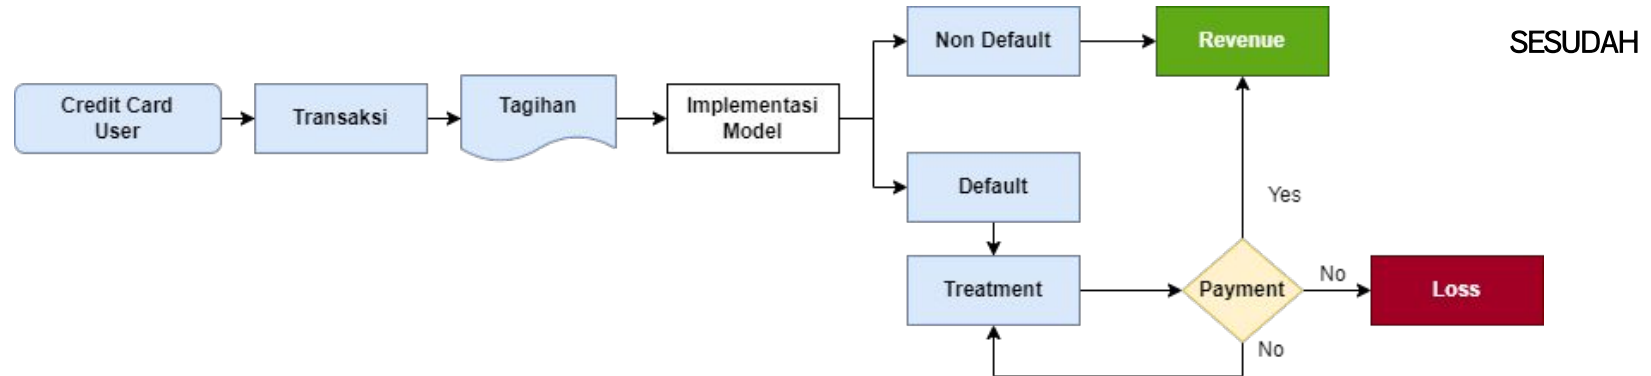 SESUDAH
Credit Card
User
Transaksi
Tagihan
Implementasi
Model
Non Default
Revenue
Default
Yes
Treatment
Payment
No
Loss
No